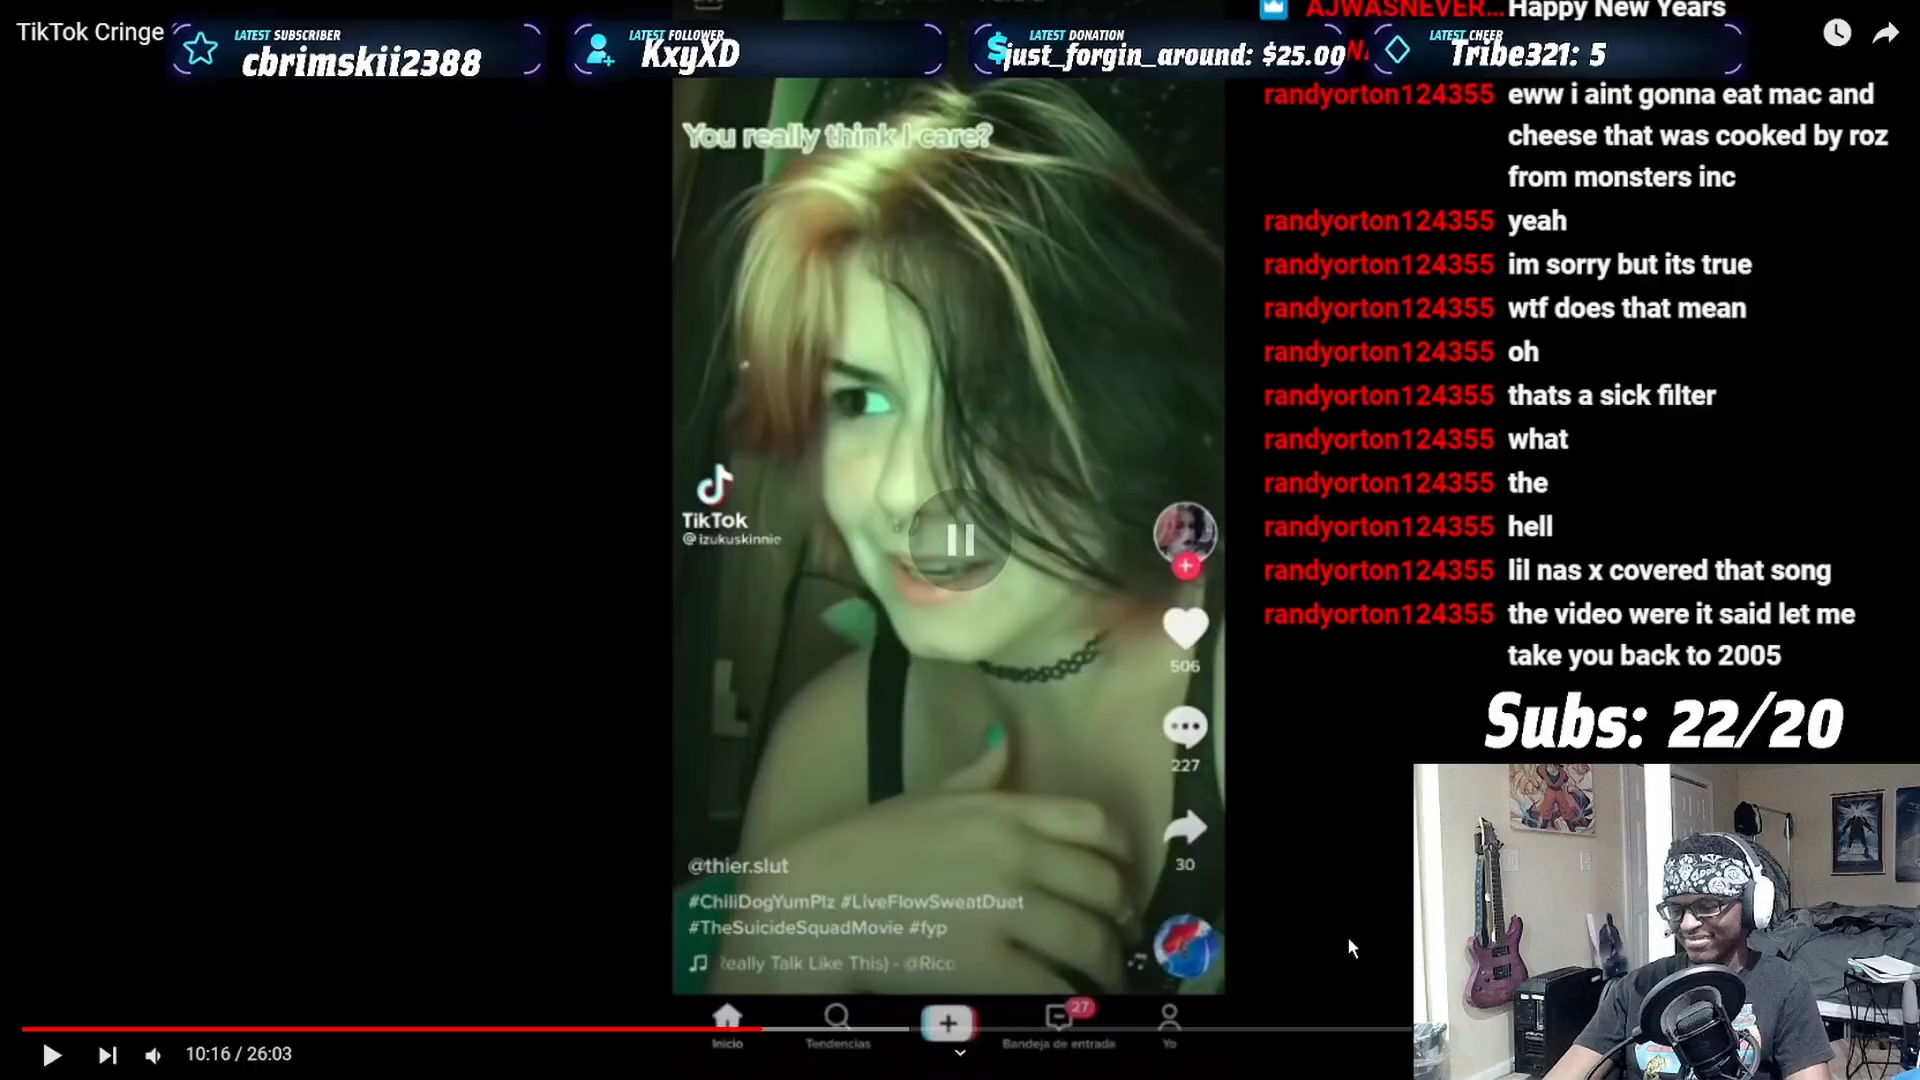 TikTok Cringe
LATEST SUBSCRIBER
cbrimskii2388
LATEST FOLLOWER
KxyXD
LATEST DONATION
just_forgin_around: $25.00
LATEST CHEER
Tribe321: 5
AJWASNEVER... Happy New Years
randyorton124355 eww i aint gonna eat mac and
cheese that was cooked by roz
from monsters inc
randyorton124355 yeah
randyorton124355 im sorry but its true
randyorton124355 wtf does that mean
randyorton124355 oh
randyorton124355 thats a sick filter
randyorton124355 what
randyorton124355 the
randyorton124355 hell
randyorton124355 lil nas x covered that song
randyorton124355 the video were it said let me
take you back to 2005
Subs: 22/20
You really think I care?
TikTok
@izukuskinnie
506
227
30
@thier.slut
#ChiliDogYumPlz #LiveFlowSweatDuet
#TheSuicideSquadMovie #fyp
Really Talk Like This) - @Rico
27
Inicio
Tendencias
Bandeja de entrada
Yo
10:16 / 26:03